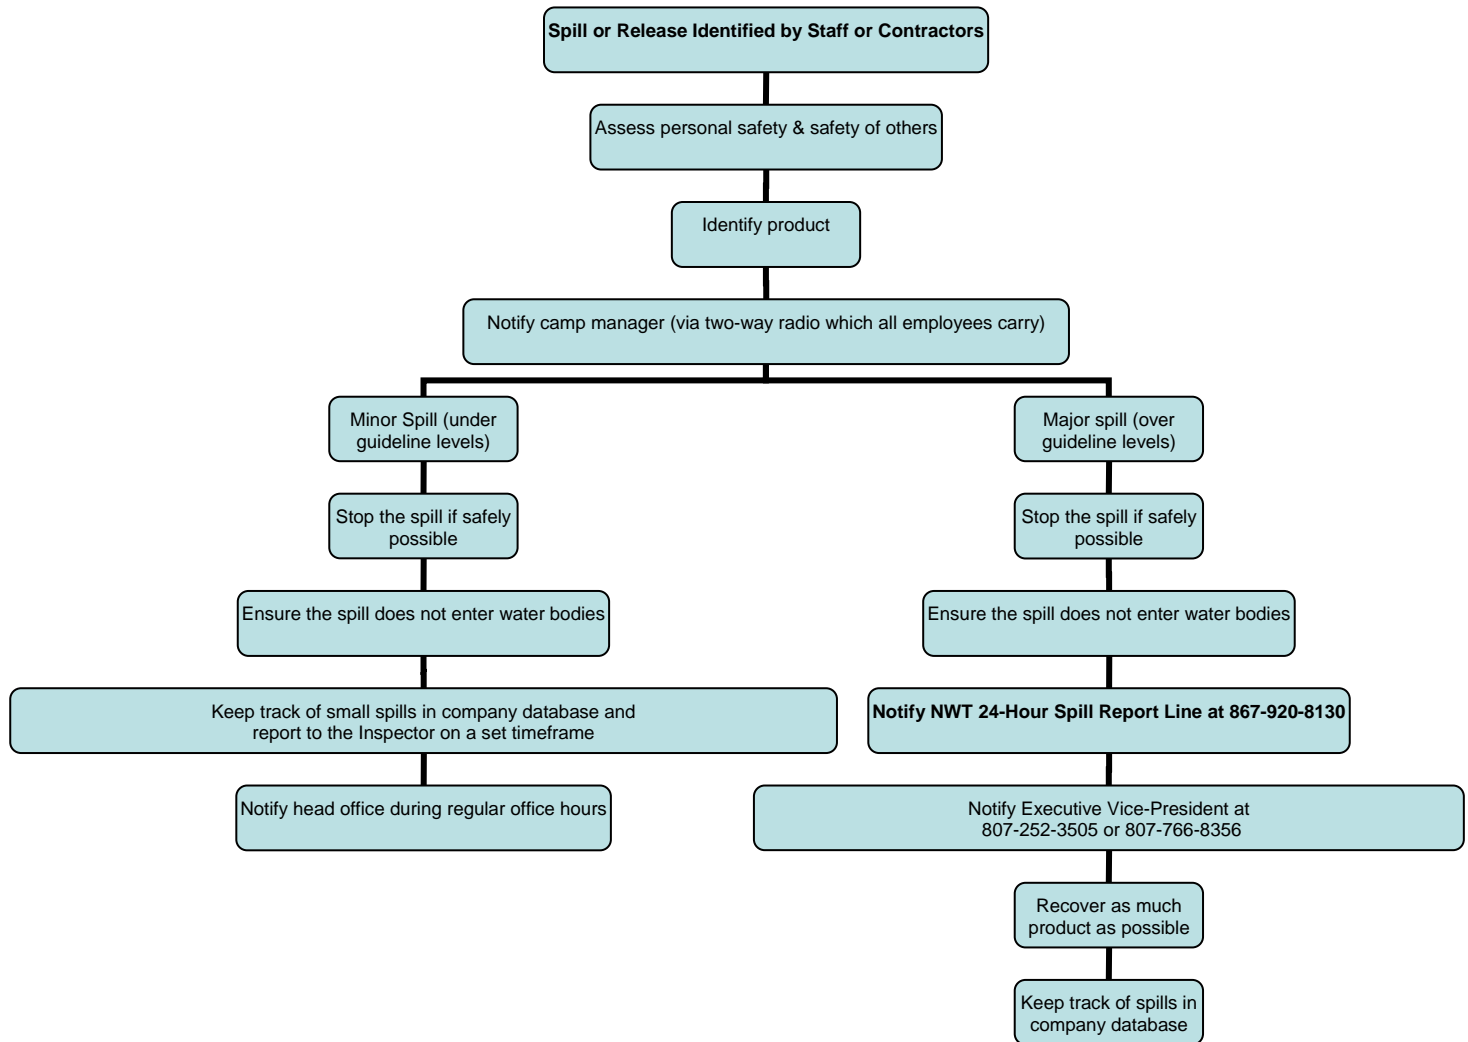 Spill or Release Identified by Staff or Contractors
Assess personal safety & safety of others
Identify product
Notify camp manager (via two-way radio which all employees carry)
Minor Spill (under
guideline levels)
Stop the spill if safely
possible
Ensure the spill does not enter water bodies
Keep track of small spills in company database and
report to the Inspector on a set timeframe
Notify head office during regular office hours
Major spill (over
guideline levels)
Stop the spill if safely
possible
Ensure the spill does not enter water bodies
Notify NWT 24-Hour Spill Report Line at 867-920-8130
Notify Executive Vice-President at
807-252-3505 or 807-766-8356
Recover as much
product as possible
Keep track of spills in
company database